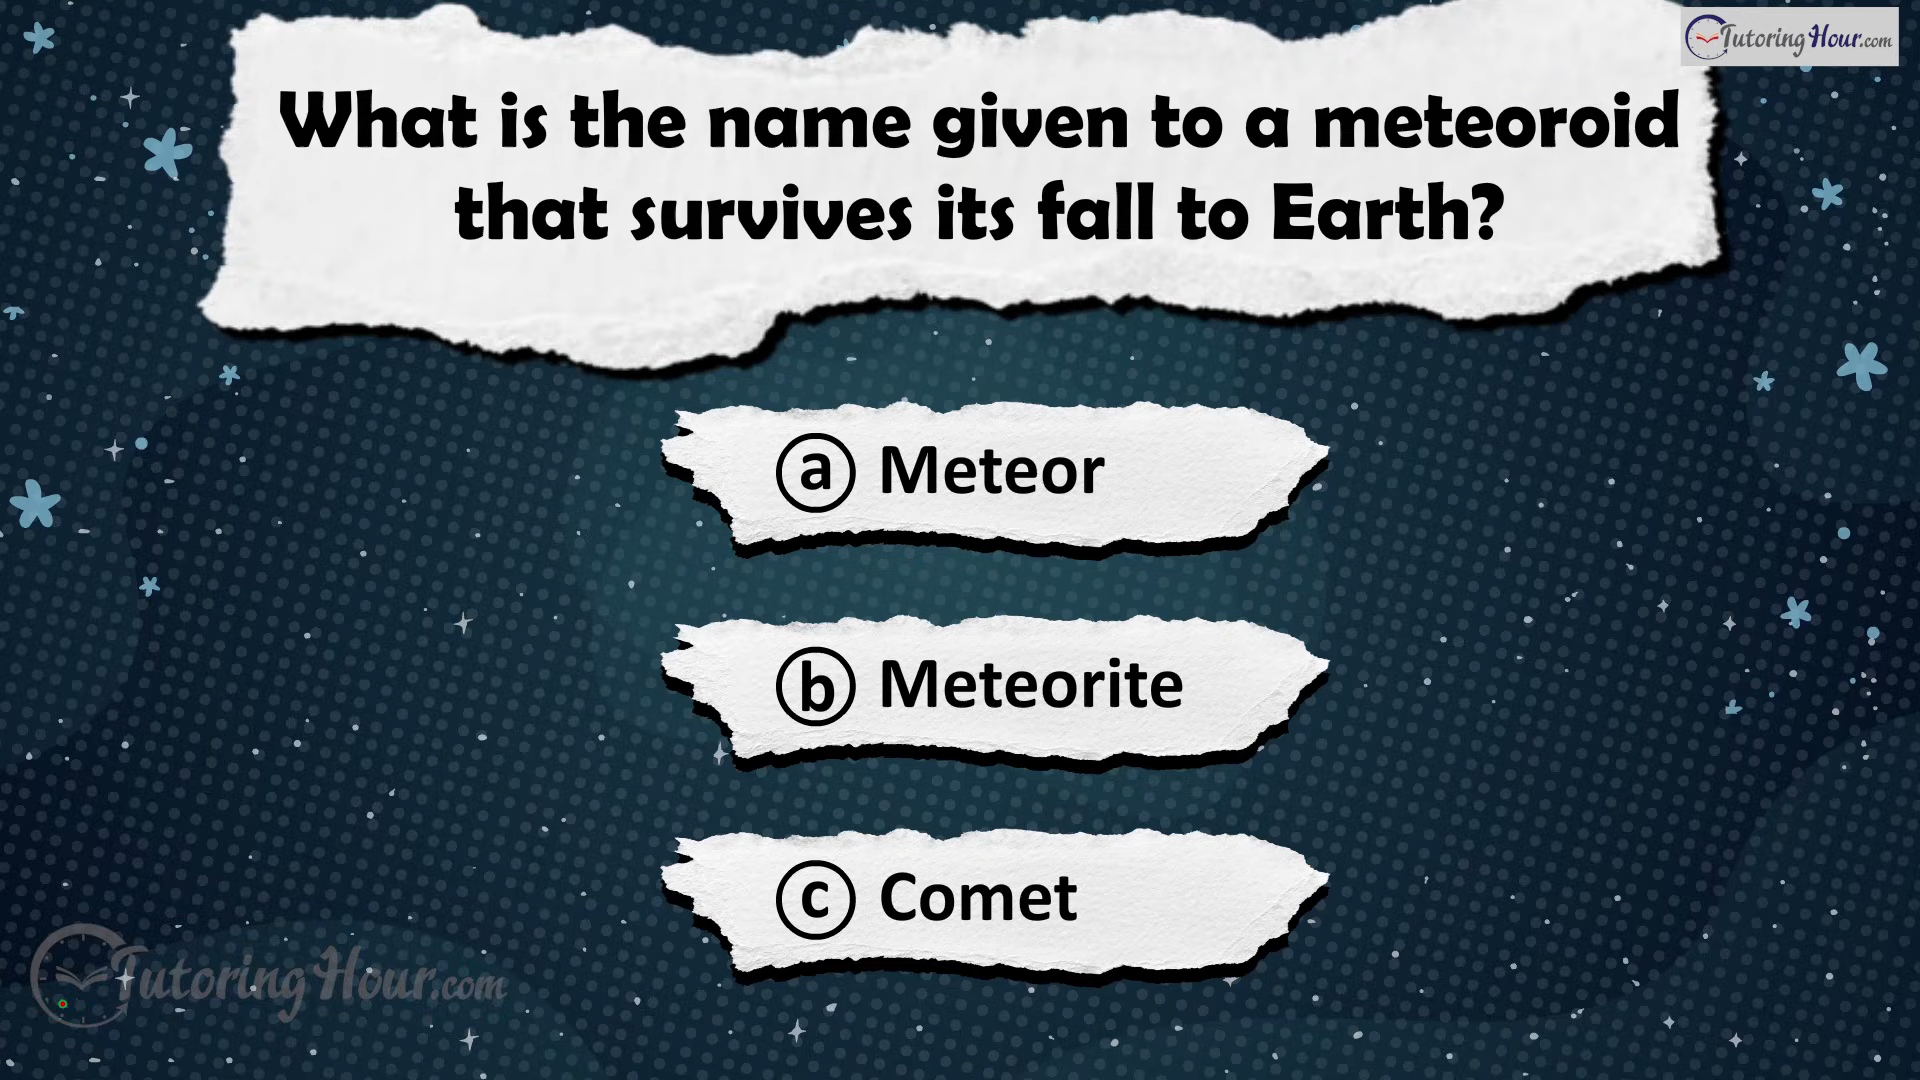 TutoringHour.com
What is the name given to a meteoroid
that survives its fall to Earth?
a Meteor
b Meteorite
c Comet
TutoringHour.com